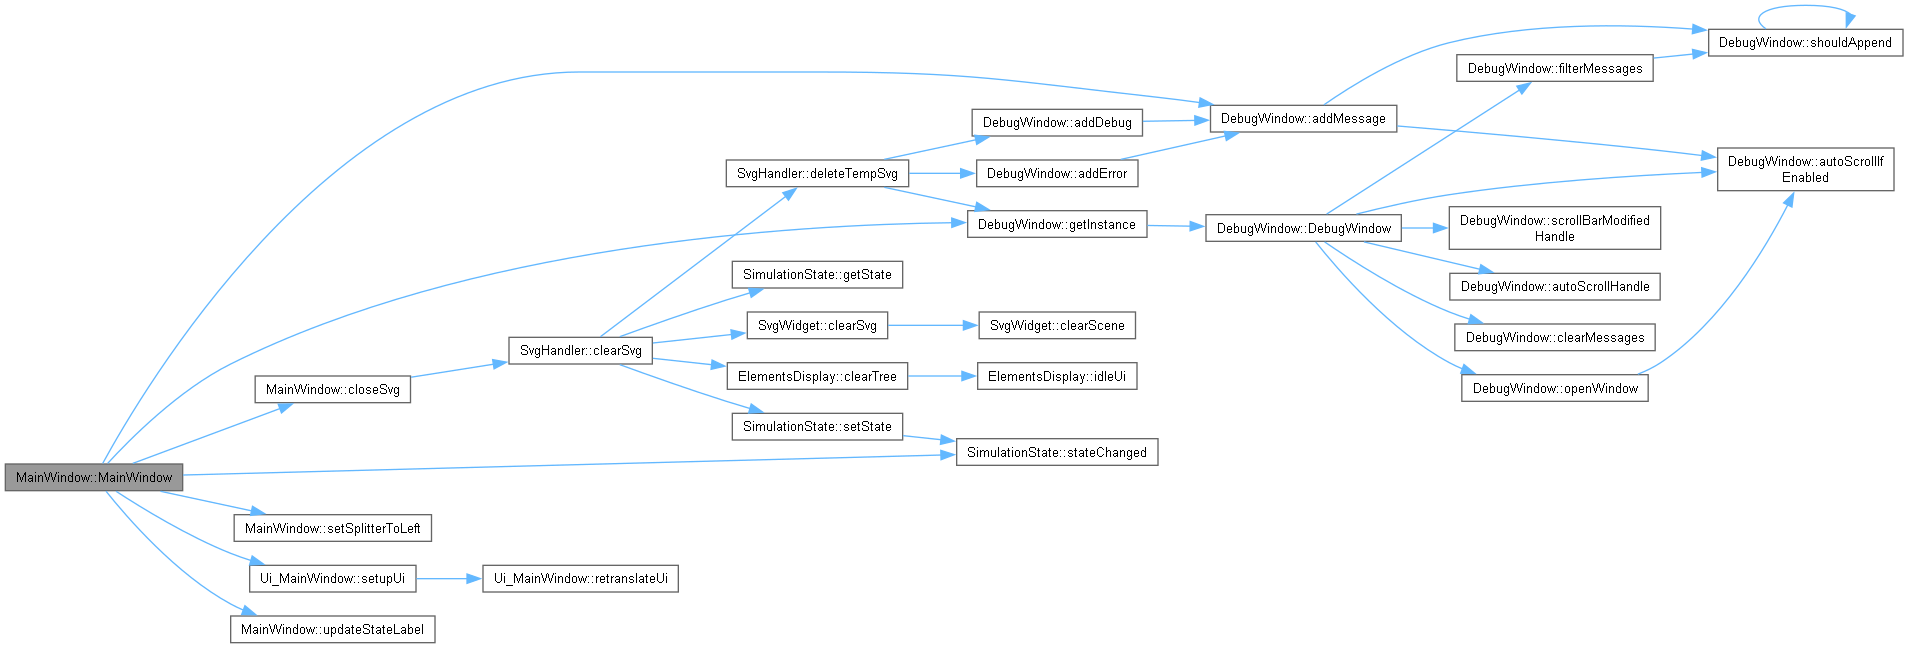 MainWindow::MainWindow
MainWindow::closeSvg
MainWindow::setSplitterToLeft
Ui_MainWindow::setupUi
MainWindow::updateStateLabel
SvgHandler::clearSvg
Ui_MainWindow::retranslateUi
SvgHandler::deleteTempSvg
SimulationState::getState
SvgWidget::clearSvg
ElementsDisplay::clearTree
SimulationState::setState
DebugWindow::addDebug
DebugWindow::addError
DebugWindow::getInstance
SvgWidget::clearScene
ElementsDisplay::idleUi
SimulationState::stateChanged
DebugWindow::addMessage
DebugWindow::DebugWindow
DebugWindow::filterMessages
DebugWindow::scrollBarModified
Handle
DebugWindow::autoScrollHandle
DebugWindow::clearMessages
DebugWindow::openWindow
DebugWindow::shouldAppend
DebugWindow::autoScrollIf
Enabled